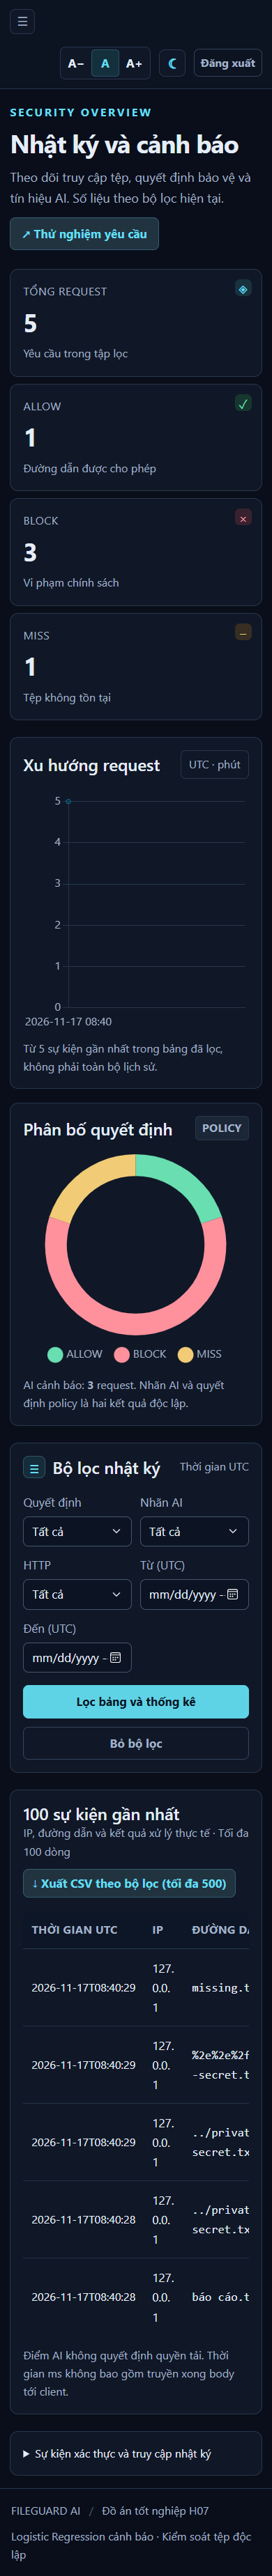 A− A A+ Đăng xuất
SECURITY OVERVIEW
Nhật ký và cảnh báo
Theo dõi truy cập tệp, quyết định bảo vệ và
tín hiệu AI. Số liệu theo bộ lọc hiện tại.
↗ Thử nghiệm yêu cầu
TỔNG REQUEST
5
Yêu cầu trong tập lọc
ALLOW
1
Đường dẫn được cho phép
BLOCK
3
Vi phạm chính sách
MISS
1
Tệp không tồn tại
Xu hướng request
UTC · phút
5
4
3
2
1
0
2026-11-17 08:40
Từ 5 sự kiện gần nhất trong bảng đã lọc,
không phải toàn bộ lịch sử.
Phân bố quyết định
POLICY
ALLOW BLOCK MISS
AI cảnh báo: 3 request. Nhãn AI và quyết
định policy là hai kết quả độc lập.
Bộ lọc nhật ký
Thời gian UTC
Quyết định Nhãn AI
Tất cả Tất cả
HTTP Từ (UTC)
Tất cả mm/dd/yyyy -
Đến (UTC)
mm/dd/yyyy -
Lọc bảng và thống kê
Bỏ bộ lọc
100 sự kiện gần nhất
IP, đường dẫn và kết quả xử lý thực tế · Tối đa
100 dòng
↓ Xuất CSV theo bộ lọc (tối đa 500)
THỜI GIAN UTC IP ĐƯỜNG D
2026-11-17T08:40:29 127.0.0.1 missing.t
2026-11-17T08:40:29 127.0.0.1 %2e%2e%2f
-secret.t
2026-11-17T08:40:29 127.0.0.1 ../privat
secret.tx
2026-11-17T08:40:28 127.0.0.1 ../privat
secret.tx
2026-11-17T08:40:28 127.0.0.1 báo cáo.t
Điểm AI không quyết định quyền tải. Thời
gian ms không bao gồm truyền xong body
tới client.
▶ Sự kiện xác thực và truy cập nhật ký
FILEGUARD AI / Đồ án tốt nghiệp H07
Logistic Regression cảnh báo · Kiểm soát tệp độc
lập